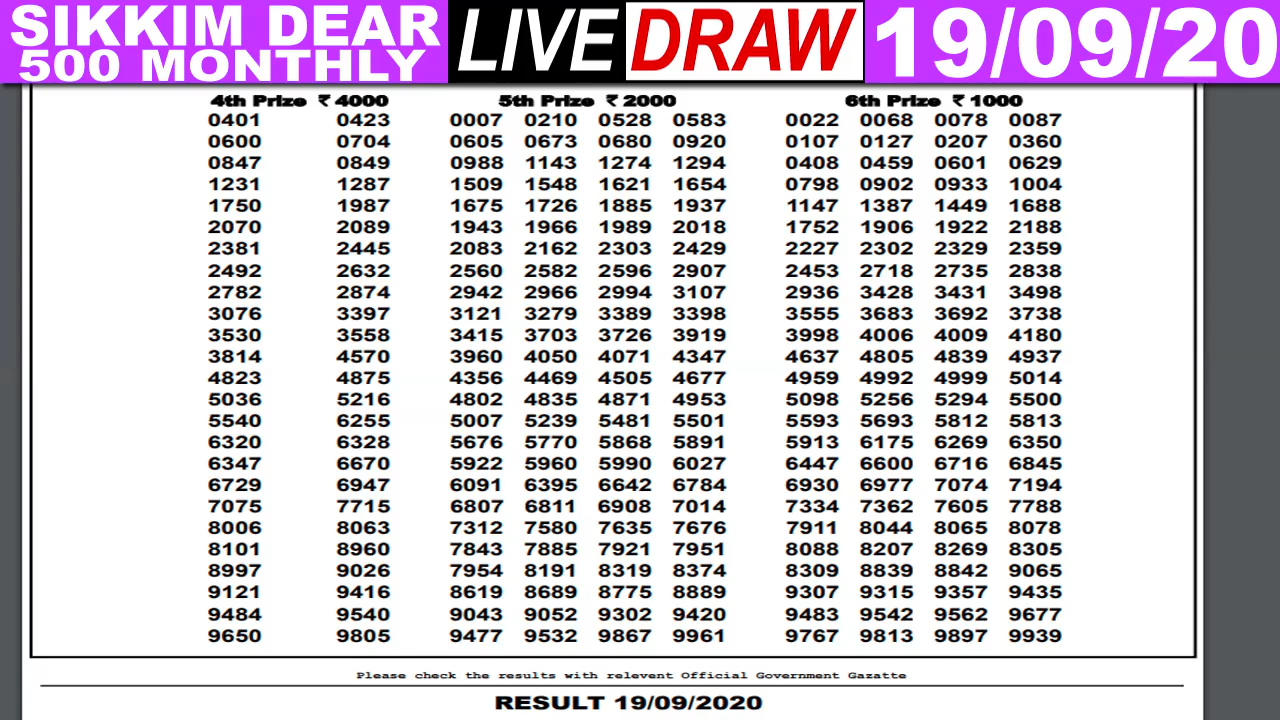 SIKKIM DEAR
500 MONTHLY
LIVE DRAW
19/09/20
4th Prize ₹ 4000 5th Prize ₹ 2000 6th Prize ₹ 1000
0401 0423 0007 0210 0528 0583 0022 0068 0078 0087
0600 0704 0605 0673 0680 0920 0107 0127 0207 0360
0847 0849 0988 1143 1274 1294 0408 0459 0601 0629
1231 1287 1509 1548 1621 1654 0798 0902 0933 1004
1750 1987 1675 1726 1885 1937 1147 1387 1449 1688
2070 2089 1943 1966 1989 2018 1752 1906 1922 2188
2381 2445 2083 2162 2303 2429 2227 2302 2329 2359
2492 2632 2560 2582 2596 2907 2453 2718 2735 2838
2782 2874 2942 2966 2994 3107 2936 3428 3431 3498
3076 3397 3121 3279 3389 3398 3555 3683 3692 3738
3530 3558 3415 3703 3726 3919 3998 4006 4009 4180
3814 4570 3960 4050 4071 4347 4637 4805 4839 4937
4823 4875 4356 4469 4505 4677 4959 4992 4999 5014
5036 5216 4802 4835 4871 4953 5098 5256 5294 5500
5540 6255 5007 5239 5481 5501 5593 5693 5812 5813
6320 6328 5676 5770 5868 5891 5913 6175 6269 6350
6347 6670 5922 5960 5990 6027 6447 6600 6716 6845
6729 6947 6091 6395 6642 6784 6930 6977 7074 7194
7075 7715 6807 6811 6908 7014 7334 7362 7605 7788
8006 8063 7312 7580 7635 7676 7911 8044 8065 8078
8101 8960 7843 7885 7921 7951 8088 8207 8269 8305
8997 9026 7954 8191 8319 8374 8309 8839 8842 9065
9121 9416 8619 8689 8775 8889 9307 9315 9357 9435
9484 9540 9043 9052 9302 9420 9483 9542 9562 9677
9650 9805 9477 9532 9867 9961 9767 9813 9897 9939
Please check the results with relevent Official Government Gazatte
RESULT 19/09/2020